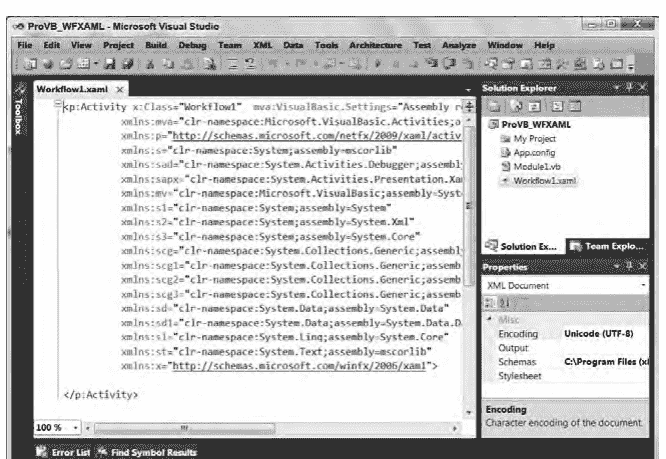 ProVB_WFXAML - Microsoft Visual Studio
File Edit View Project Build Debug Team XML Data Tools Architecture Test Analyze Window Help
Toolbox
Workflow1.xaml
<p:Activity x:Class="Workflow1" mva:VisualBasic.Settings="Assembly r
xmlns:mva="clr-namespace:Microsoft.VisualBasic.Activities;a
xmlns:p="http://schemas.microsoft.com/netfx/2009/xaml/activ
xmlns:s="clr-namespace:System;assembly=mscorlib"
xmlns:sad="clr-namespace:System.Activities.Debugger;assembl
xmlns:sapx="clr-namespace:System.Activities.Presentation.Xa
xmlns:mv="clr-namespace:Microsoft.VisualBasic;assembly=Syst
xmlns:s1="clr-namespace:System;assembly=System"
xmlns:s2="clr-namespace:System;assembly=System.Xml"
xmlns:s3="clr-namespace:System;assembly=System.Core"
xmlns:scg="clr-namespace:System.Collections.Generic;assembl
xmlns:scg1="clr-namespace:System.Collections.Generic;assemb
xmlns:scg2="clr-namespace:System.Collections.Generic;assemb
xmlns:scg3="clr-namespace:System.Collections.Generic;assemb
xmlns:sd="clr-namespace:System.Data;assembly=System.Data"
xmlns:sd1="clr-namespace:System.Data;assembly=System.Data.D
xmlns:sl="clr-namespace:System.Linq;assembly=System.Core"
xmlns:st="clr-namespace:System.Text;assembly=mscorlib"
xmlns:x="http://schemas.microsoft.com/winfx/2006/xaml">
</p:Activity>
100 %
Error List Find Symbol Results
Solution Explorer
ProVB_WFXAML
My Project
App.config
Module1.vb
Workflow1.xaml
Solution Ex... Team Explo...
Properties
XML Document
Misc
Encoding Unicode (UTF-8)
Output
Schemas C:\Program Files (x
Stylesheet
Encoding
Character encoding of the document.